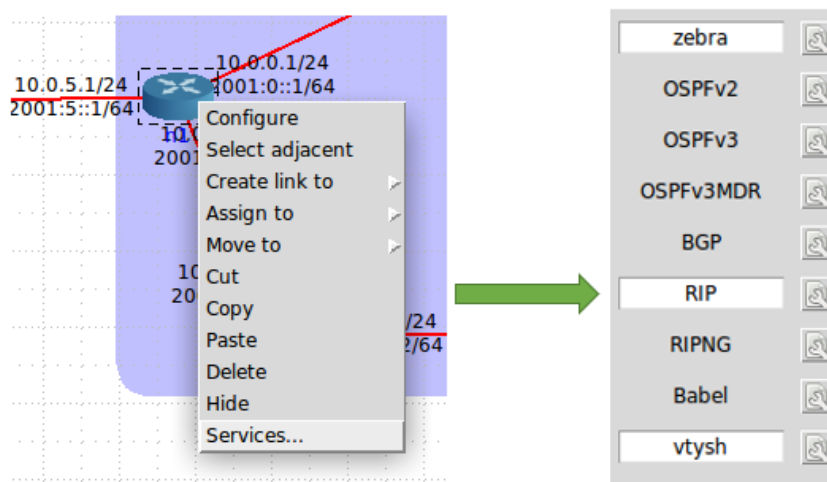 10.0.0.1/24
10.0.5.1/24
2001:0::1/64
2001:5::1/64
n1
Configure
Select adjacent
Create link to
Assign to
Move to
Cut
Copy
Paste
Delete
Hide
Services...
/24
2/64
zebra
OSPFv2
OSPFv3
OSPFv3MDR
BGP
RIP
RIPNG
Babel
vtysh